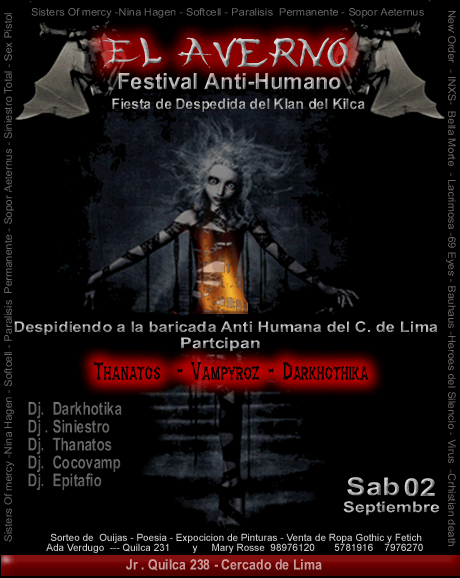 Sisters Of mercy -Nina Hagen - Softcell - Paralisis Permanente - Sopor Aeternus
EL AVERNO
Festival Anti-Humano
Fiesta de Despedida del Klan del Kilca
Sisters Of mercy -Nina Hagen - Softcell - Paralisis Permanente - Sopor Aeternus - Siniestro Total - Sex Pistol
New Order - INXS- Bella Morte - Lacrimosa -69 Eyes - Bauhaus -Heroes del Silencio - Virus -Crhistian death
Despidiendo a la baricada Anti Humana del C. de Lima
Partcipan
Thanatos - Vampyroz - Darkhothika
Dj. Darkhotika
Dj . Siniestro
Dj. Thanatos
Dj. Cocovamp
Dj. Epitafio
Sab 02
Septiembre
Sorteo de Ouijas - Poesia - Expocicion de Pinturas - Venta de Ropa Gothic y Fetich
Ada Verdugo --- Quilca 231 y Mary Rosse 98976120 5781916 7976270
Jr . Quilca 238 - Cercado de Lima